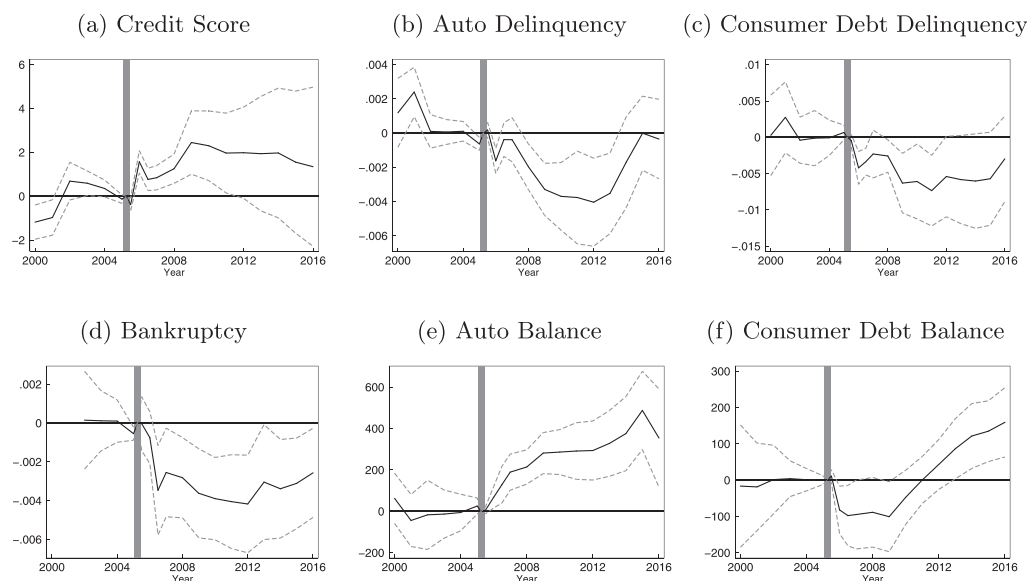 (a) Credit Score
(b) Auto Delinquency
(c) Consumer Debt Delinquency
6
4
2
0
−2
2000 2004 2008 2012 2016
Year
.004
.002
0
−.002
−.004
−.006
2000 2004 2008 2012 2016
Year
.01
.005
0
−.005
−.01
−.015
2000 2004 2008 2012 2016
Year
(d) Bankruptcy
(e) Auto Balance
(f) Consumer Debt Balance
.002
0
−.002
−.004
−.006
2000 2004 2008 2012 2016
Year
600
400
200
0
−200
2000 2004 2008 2012 2016
Year
300
200
100
0
−100
−200
2000 2004 2008 2012 2016
Year